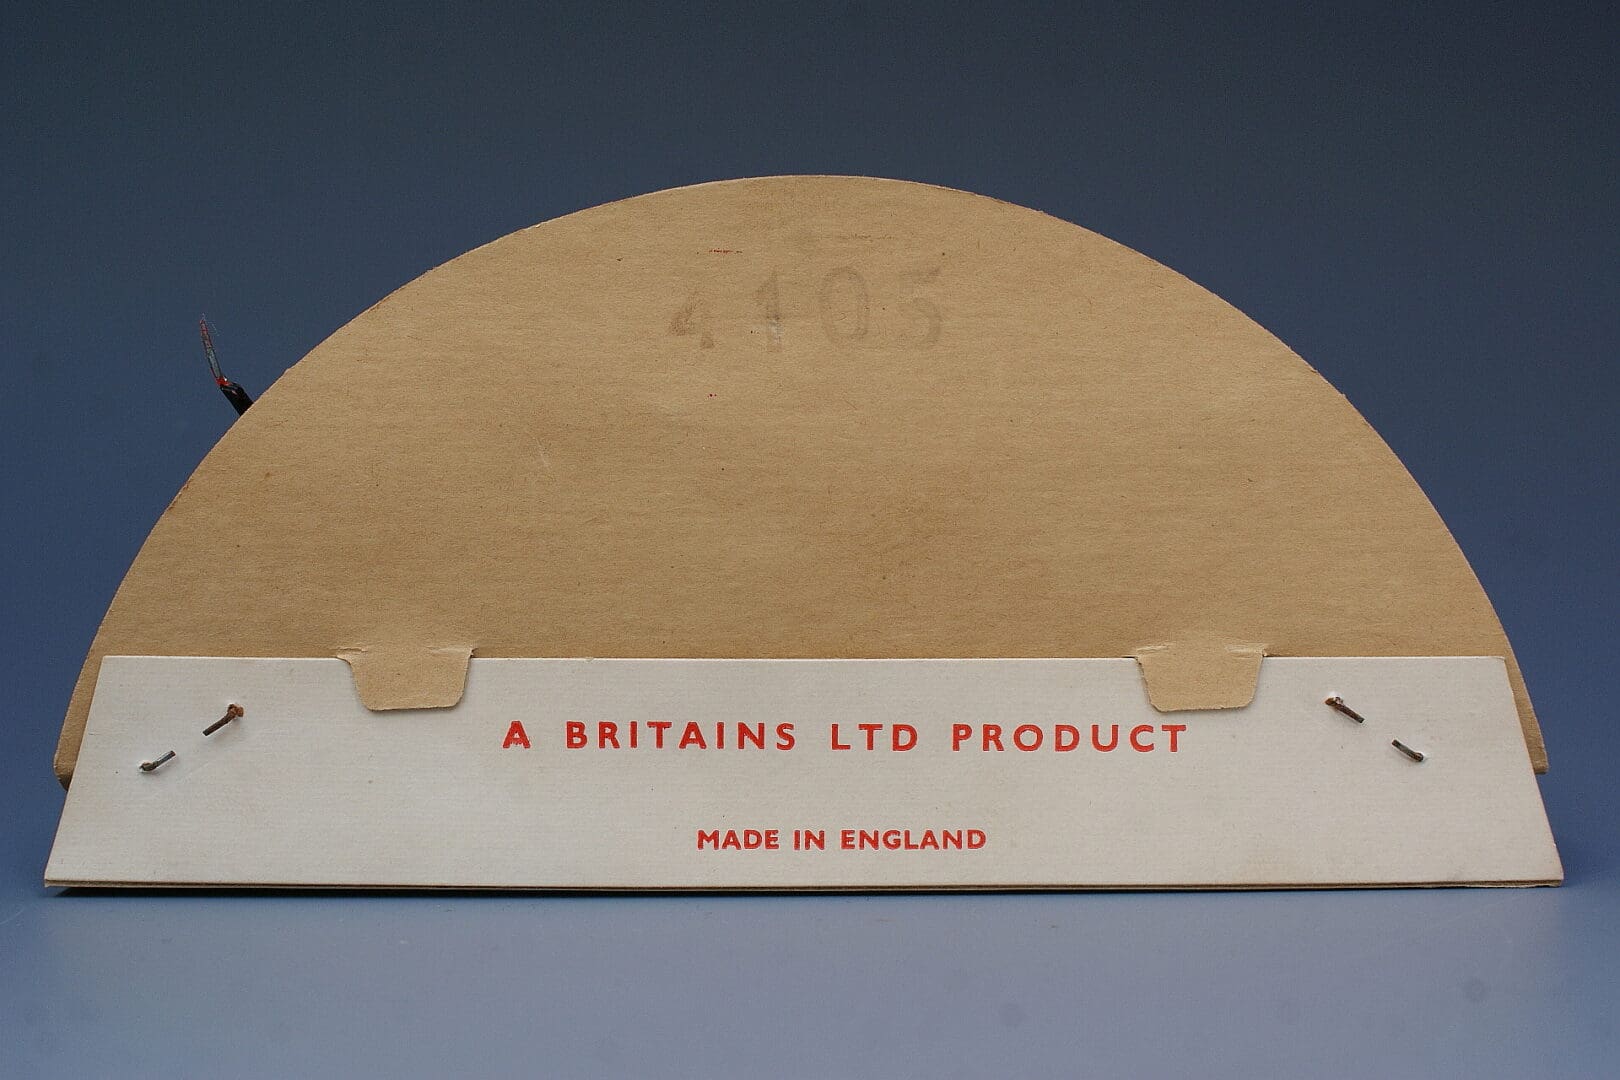 4105
A BRITAINS LTD PRODUCT
MADE IN ENGLAND